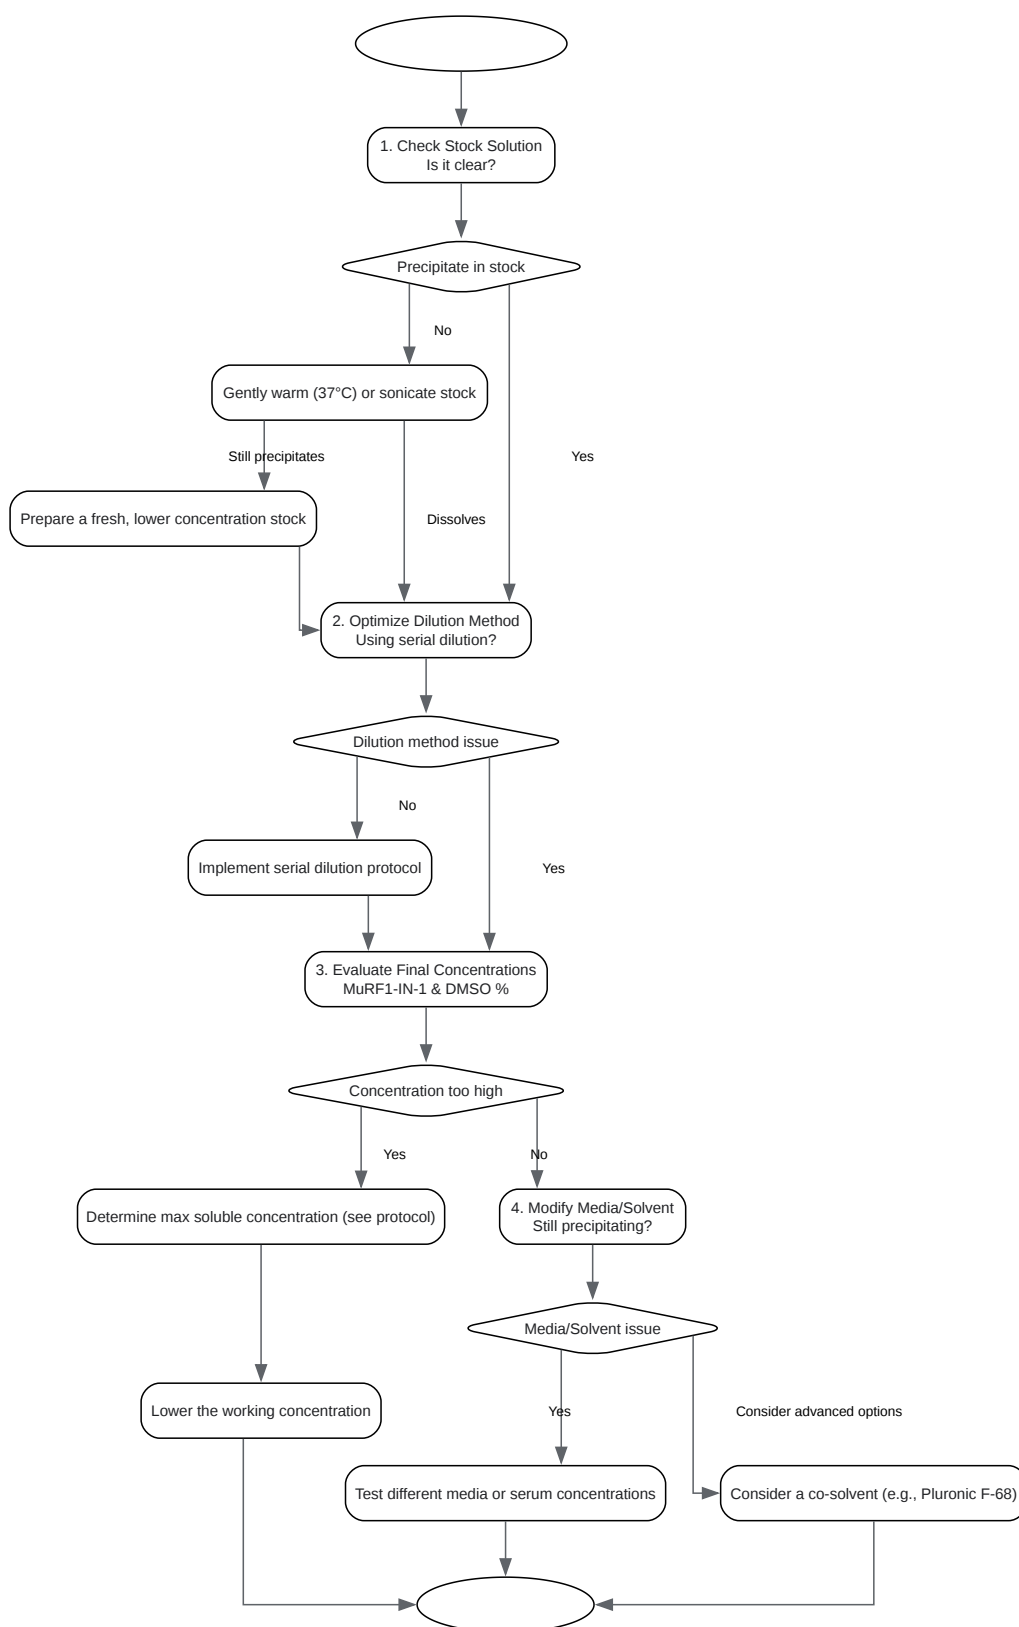 1. Check Stock Solution
Is it clear?
Precipitate in stock
No
Gently warm (37°C) or sonicate stock
Still precipitates
Yes
Prepare a fresh, lower concentration stock
Dissolves
2. Optimize Dilution Method
Using serial dilution?
Dilution method issue
No
Implement serial dilution protocol
Yes
3. Evaluate Final Concentrations
MuRF1-IN-1 & DMSO %
Concentration too high
Yes
No
Determine max soluble concentration (see protocol)
4. Modify Media/Solvent
Still precipitating?
Media/Solvent issue
Lower the working concentration
Yes
Consider advanced options
Test different media or serum concentrations
Consider a co-solvent (e.g., Pluronic F-68)